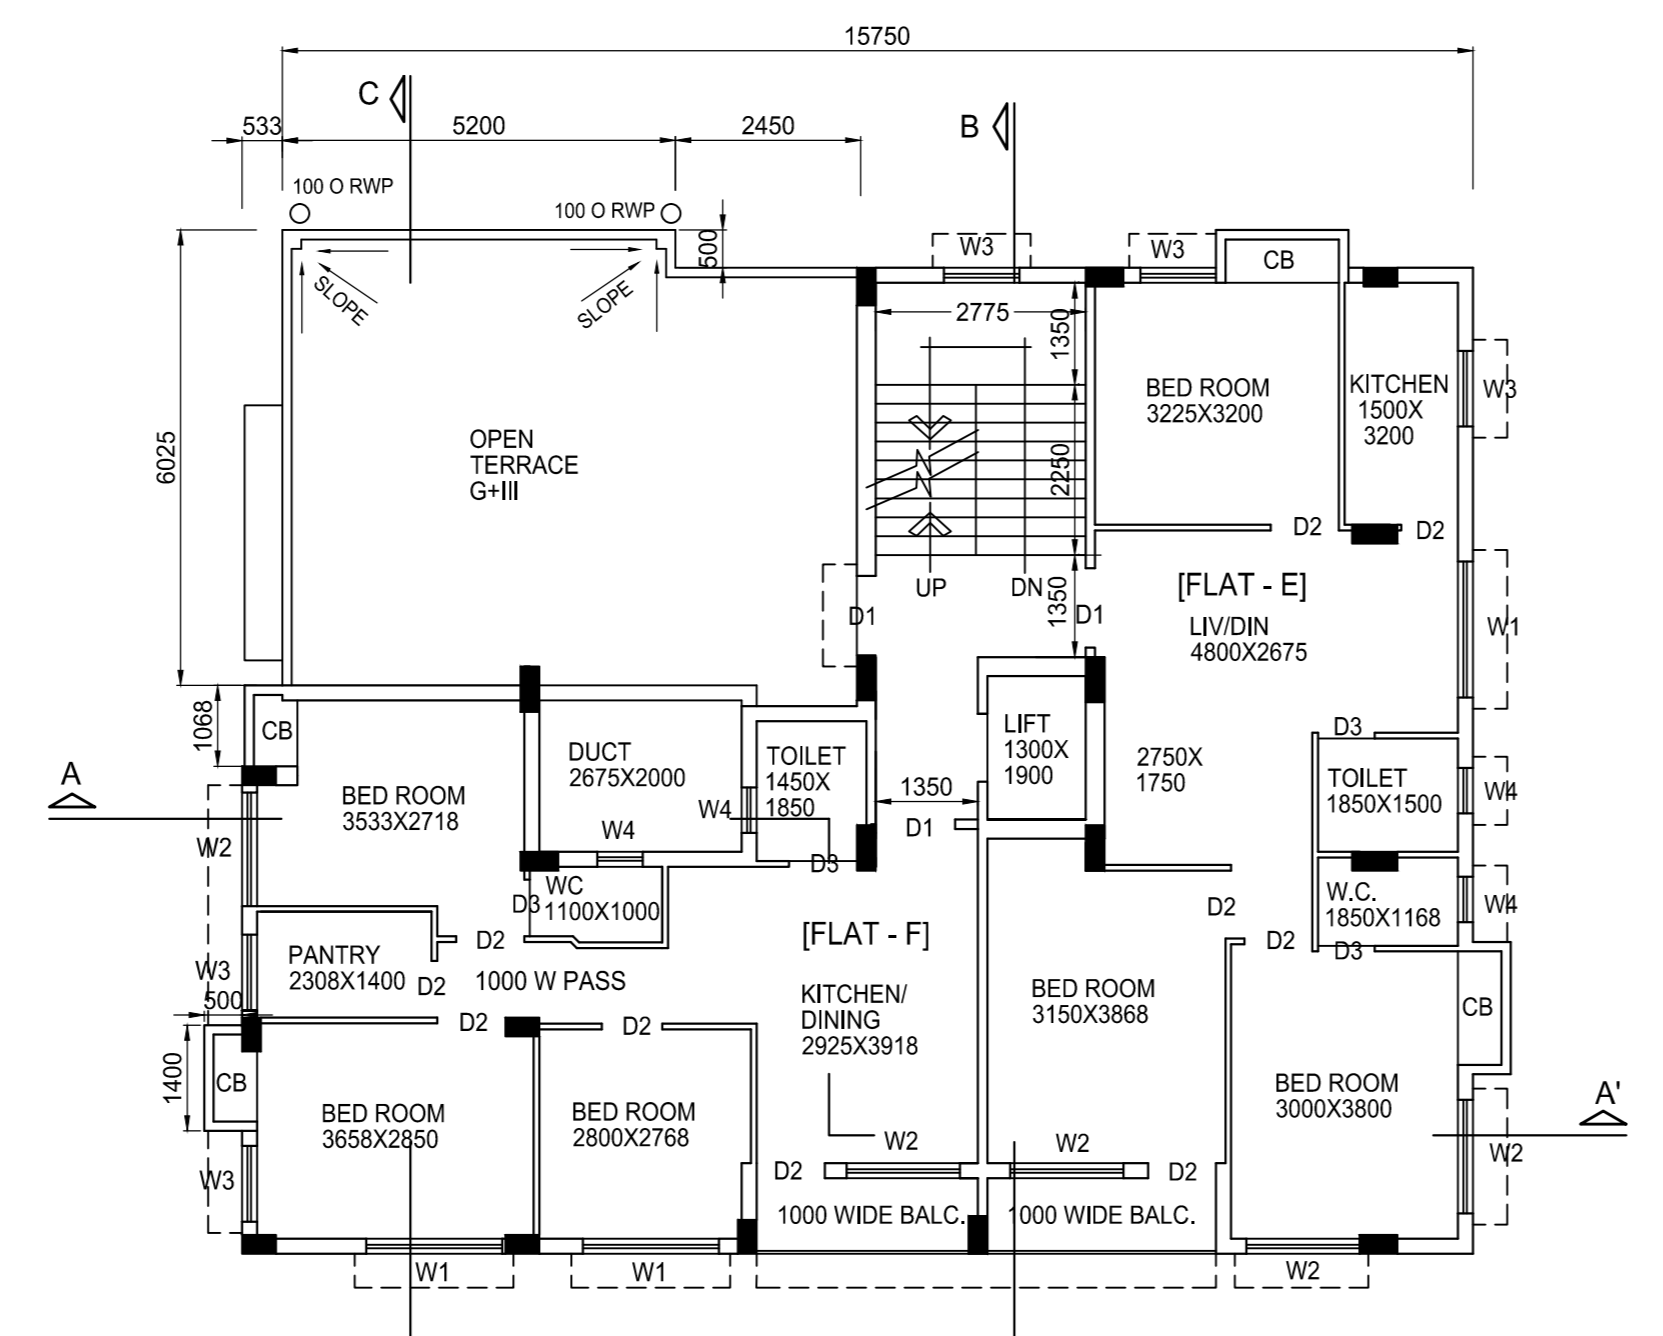 15750
C
533
5200
2450
B
100 O RWP
100 O RWP
500
W3
W3
CB
SLOPE
SLOPE
2775
1350
6025
OPEN
TERRACE
G+III
BED ROOM
3225X3200
KITCHEN
1500X
3200
W3
2250
D2
D2
UP
DN
1350
D1
D1
[FLAT - E]
LIV/DIN
4800X2675
W1
1068
CB
DUCT
2675X2000
TOILET
1450X
1850
LIFT
1300X
1900
2750X
1750
D3
TOILET
1850X1500
W4
A
BED ROOM
3533X2718
W4
W4
1350
D1
W2
D3
WC
1100X1000
D3
W.C.
1850X1168
W4
D2
D2
D3
[FLAT - F]
D2
PANTRY
2308X1400
D2
1000 W PASS
W3
500
D2
D2
KITCHEN/
DINING
2925X3918
BED ROOM
3150X3868
CB
1400
CB
BED ROOM
3658X2850
BED ROOM
2800X2768
BED ROOM
3000X3800
A'
W2
W2
W2
W3
D2
D2
1000 WIDE BALC.
1000 WIDE BALC.
W1
W1
W2